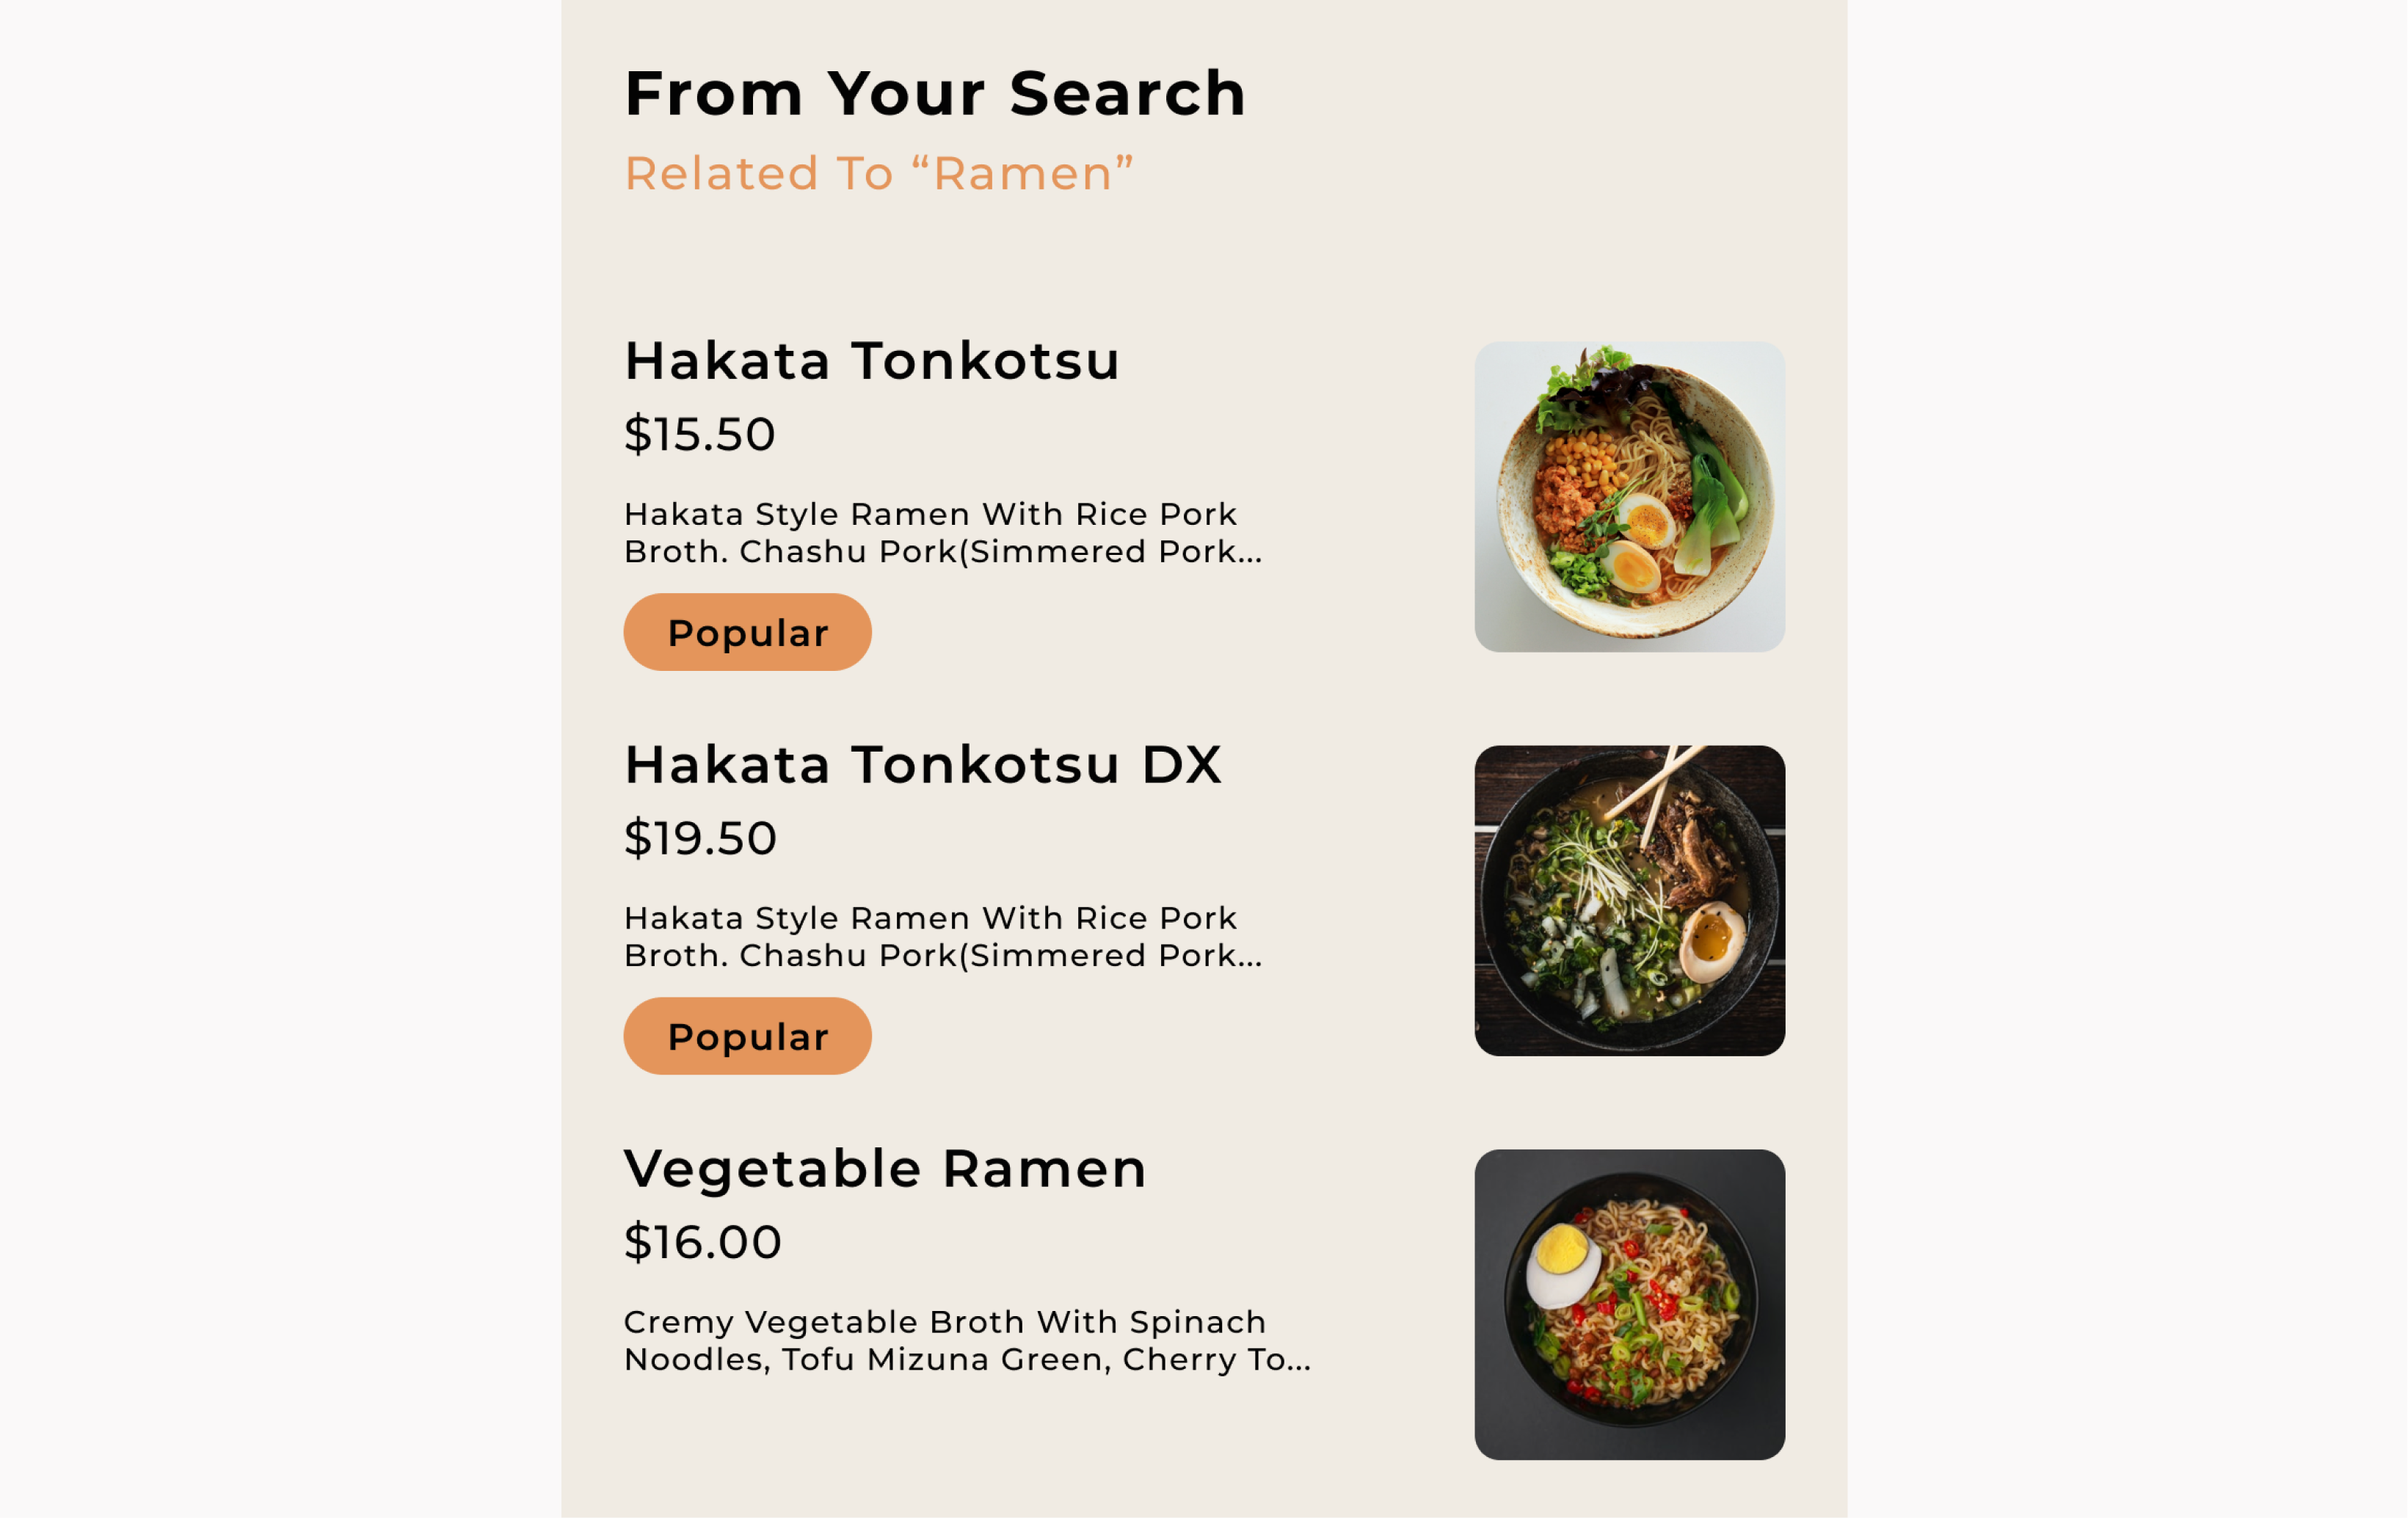 From Your Search
Related To “Ramen”
Hakata Tonkotsu
$15.50
Hakata Style Ramen With Rice Pork
Broth. Chashu Pork(Simmered Pork...
Popular
Hakata Tonkotsu DX
$19.50
Hakata Style Ramen With Rice Pork
Broth. Chashu Pork(Simmered Pork...
Popular
Vegetable Ramen
$16.00
Cremy Vegetable Broth With Spinach
Noodles, Tofu Mizuna Green, Cherry To...